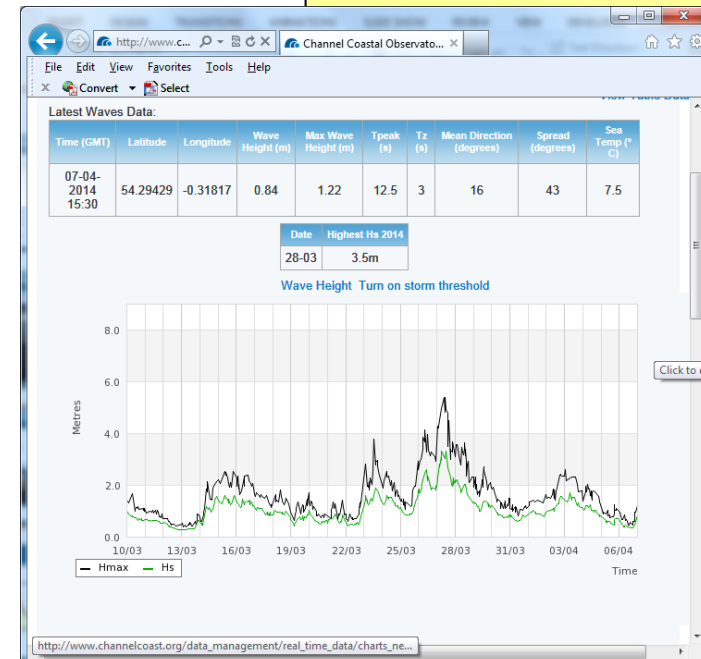 http://www.c...
Channel Coastal Observato...
File Edit View Favorites Tools Help
x Convert Select
View Table Data
Latest Waves Data:
Time (GMT) Latitude Longitude Wave Height (m) Max Wave Height (m) Tpeak (s) Tz (s) Mean Direction (degrees) Spread (degrees) Sea Temp (° C)
07-04-2014 15:30 54.29429 -0.31817 0.84 1.22 12.5 3 16 43 7.5
Date Highest Hs 2014
28-03 3.5m
Wave Height Turn on storm threshold
8.0
6.0
4.0
2.0
0.0
Metres
Click to
10/03 13/03 16/03 19/03 22/03 25/03 28/03 31/03 03/04 06/04
Hmax Hs
Time
http://www.channelcoast.org/data_management/real_time_data/charts_ne...